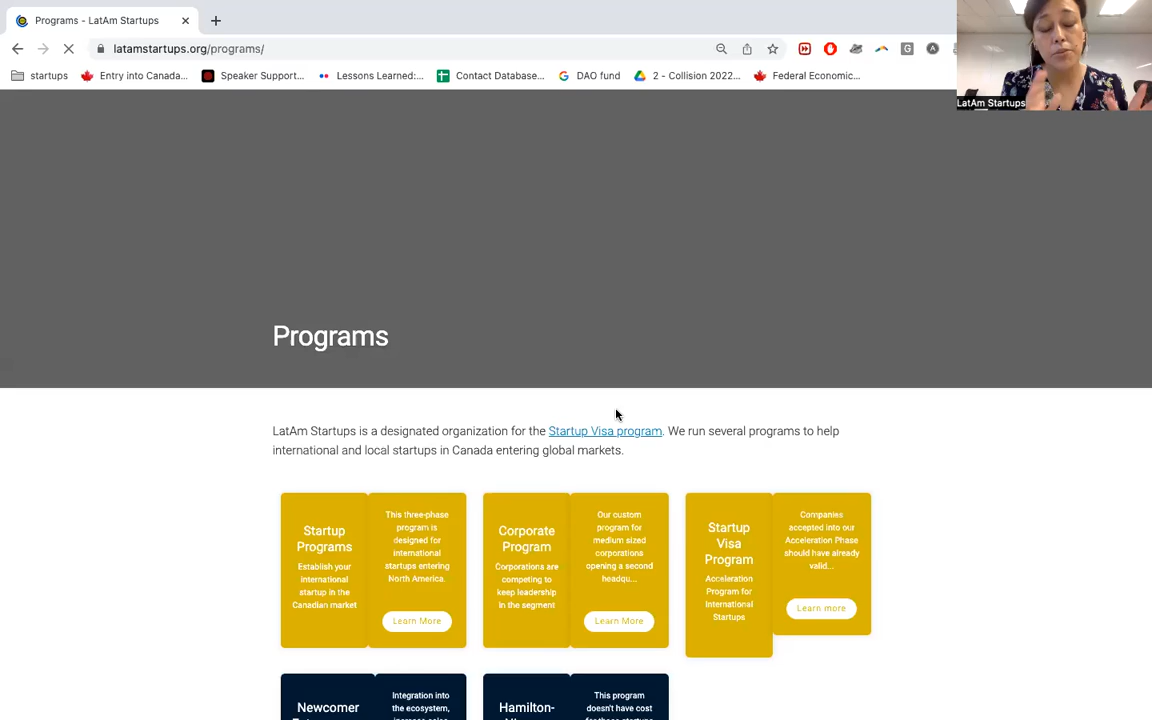 Programs - LatAm Startups
latamstartups.org/programs/
startups
Entry into Canada...
Speaker Support...
Lessons Learned:...
Contact Database...
DAO fund
2 - Collision 2022...
Federal Economic...
LatAm Startups
Programs
LatAm Startups is a designated organization for the Startup Visa program. We run several programs to help
international and local startups in Canada entering global markets.
Startup
Programs
Establish your
international
startup in the
Canadian market
This three-phase
program is
designed for
international
startups entering
North America.
Learn More
Corporate
Program
Corporations are
competing to
keep leadership
in the segment
Our custom
program for
medium sized
corporations
opening a second
headqu...
Learn More
Startup
Visa
Program
Acceleration
Program for
International
Startups
Companies
accepted into our
Acceleration Phase
should have already
valid...
Learn more
Newcomer
Integration into
the ecosystem,
Hamilton-
This program
doesn't have cost